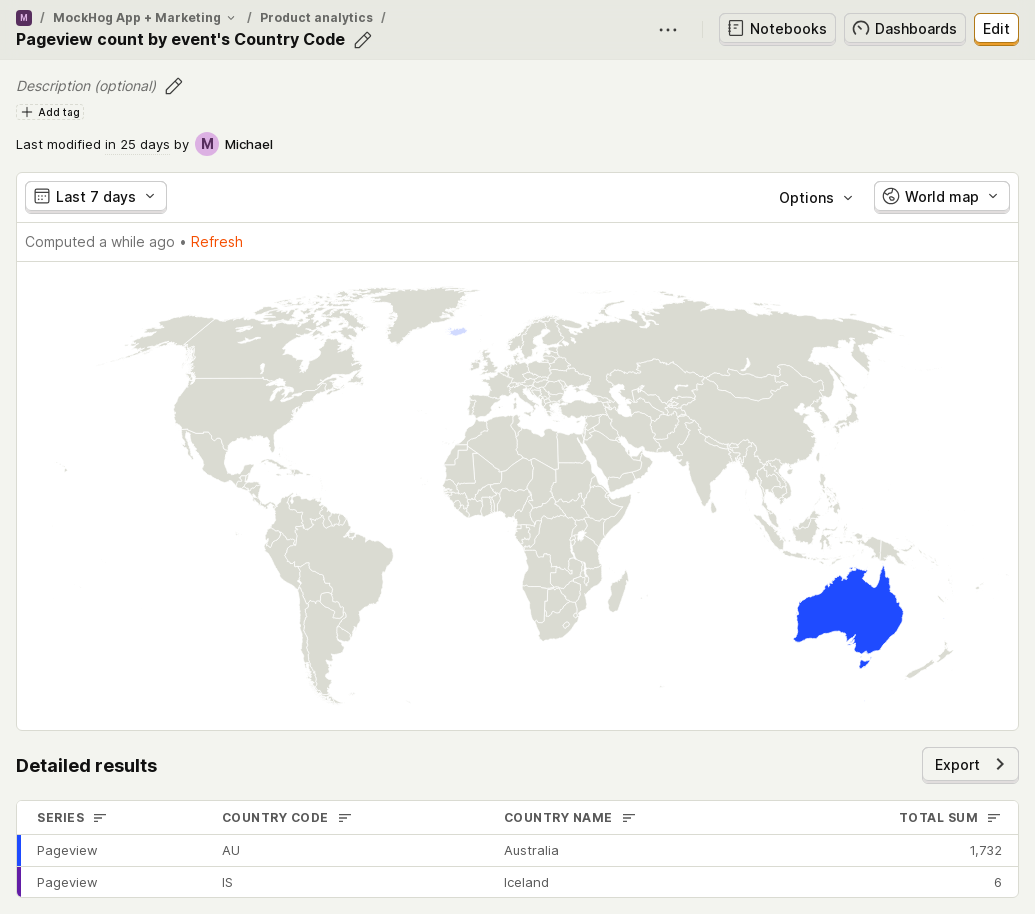 M / MockHog App + Marketing / Product analytics /
Pageview count by event's Country Code
Notebooks
Dashboards
Edit
Description (optional)
Add tag
Last modified in 25 days by M Michael
Last 7 days
Options
World map
Computed a while ago • Refresh
Detailed results
Export
SERIES COUNTRY CODE COUNTRY NAME TOTAL SUM
Pageview AU Australia 1,732
Pageview IS Iceland 6